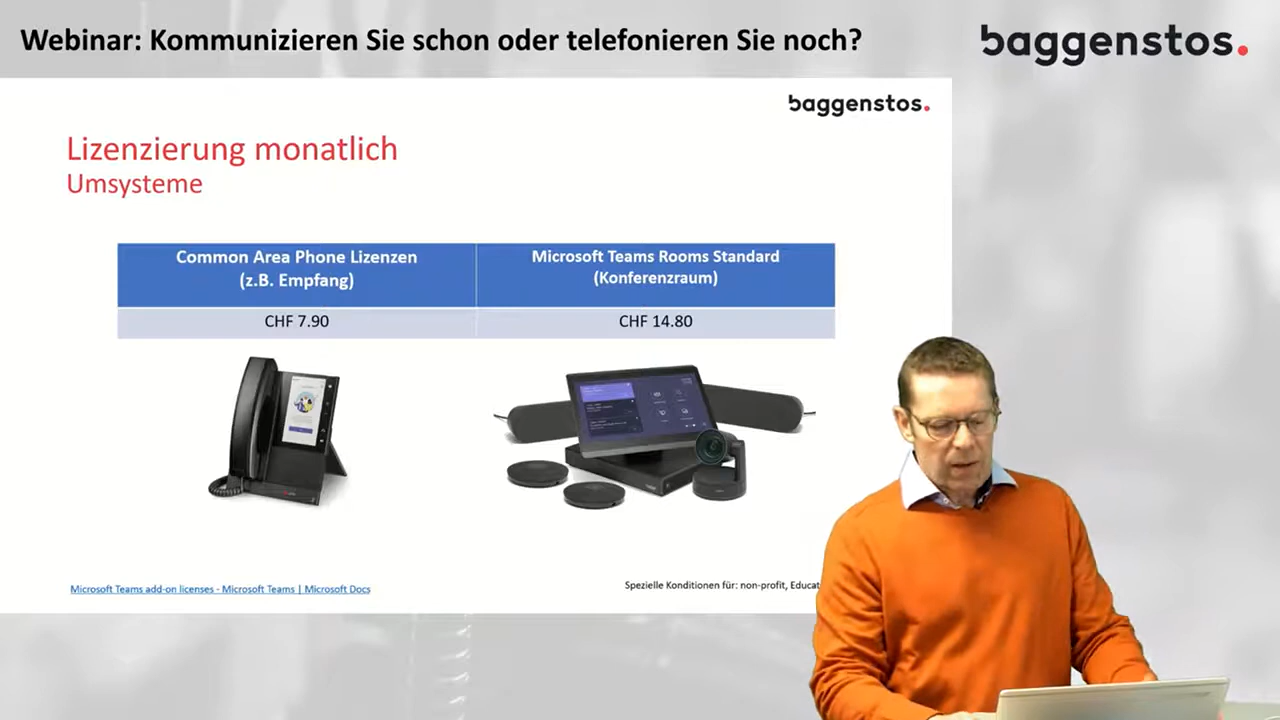 Webinar: Kommunizieren Sie schon oder telefonieren Sie noch?
baggenstos.
baggenstos.
Lizenzierung monatlich
Umsysteme
Common Area Phone Lizenzen
(z.B. Empfang)
Microsoft Teams Rooms Standard
(Konferenzraum)
CHF 7.90
CHF 14.80
Microsoft Teams add-on licenses - Microsoft Teams | Microsoft Docs
Spezielle Konditionen für: non-profit,